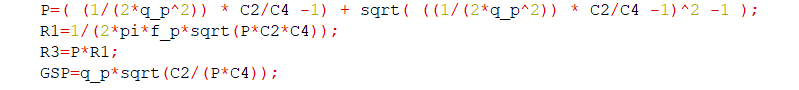 P=( (1/(2*q_p^2)) * C2/C4 -1) + sqrt( ((1/(2*q_p^2)) * C2/C4 -1)^2 -1 );
R1=1/(2*pi*f_p*sqrt(P*C2*C4));
R3=P*R1;
GSP=q_p*sqrt(C2/(P*C4));